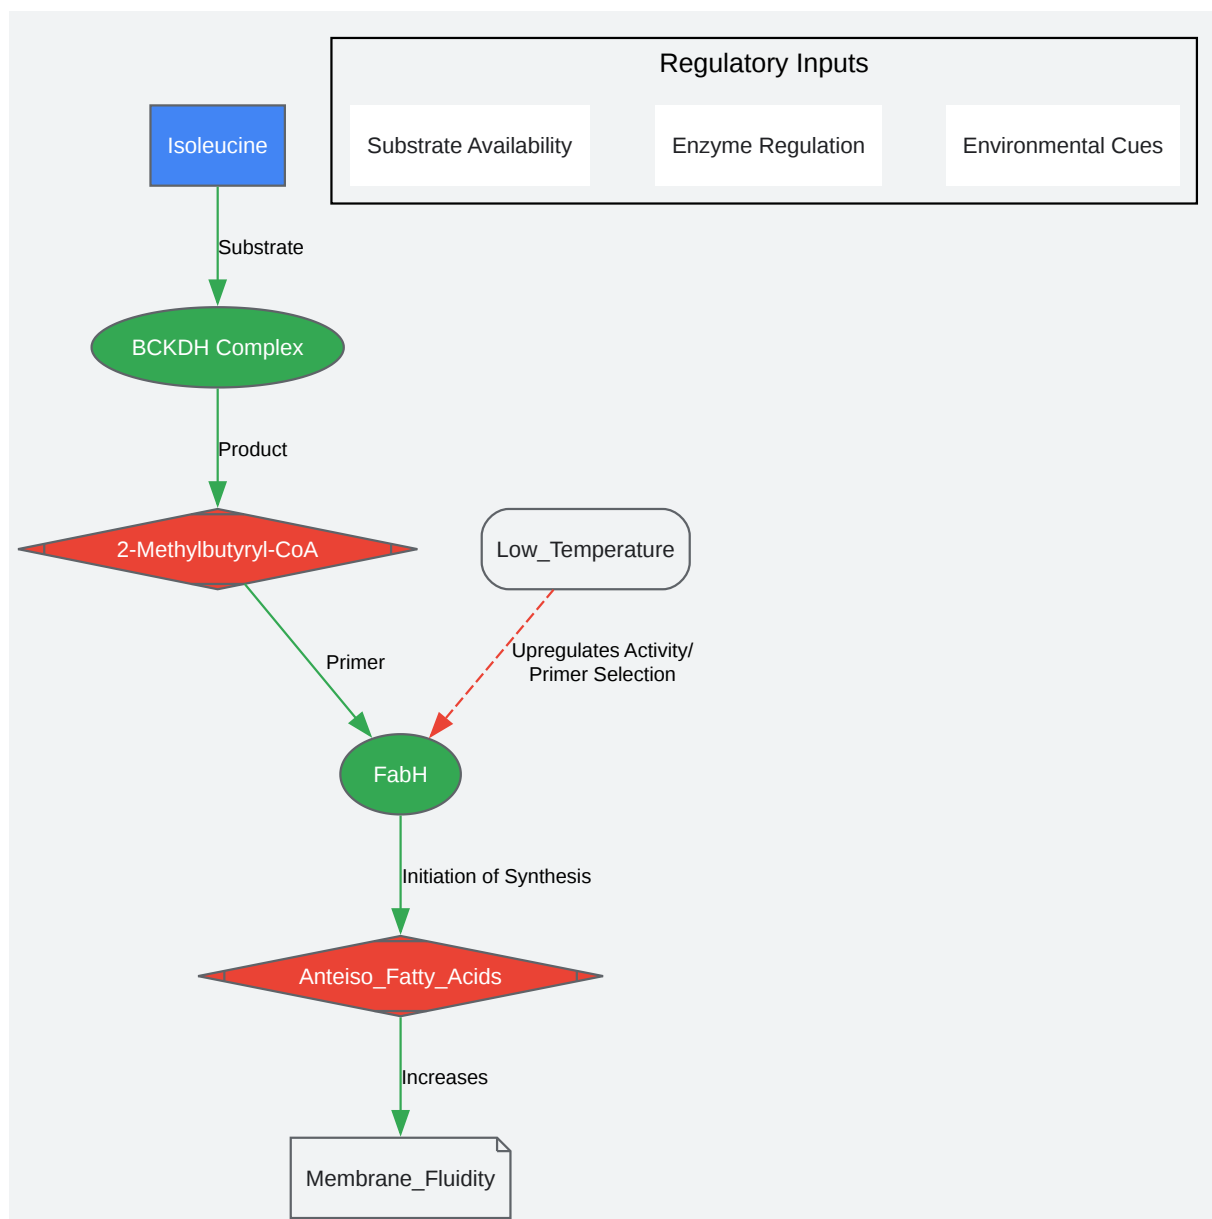 Regulatory Inputs
Isoleucine
Substrate Availability
Enzyme Regulation
Environmental Cues
Substrate
BCKDH Complex
Product
2-Methylbutyryl-CoA
Low_Temperature
Primer
Upregulates Activity/
Primer Selection
FabH
Initiation of Synthesis
Anteiso_Fatty_Acids
Increases
Membrane_Fluidity